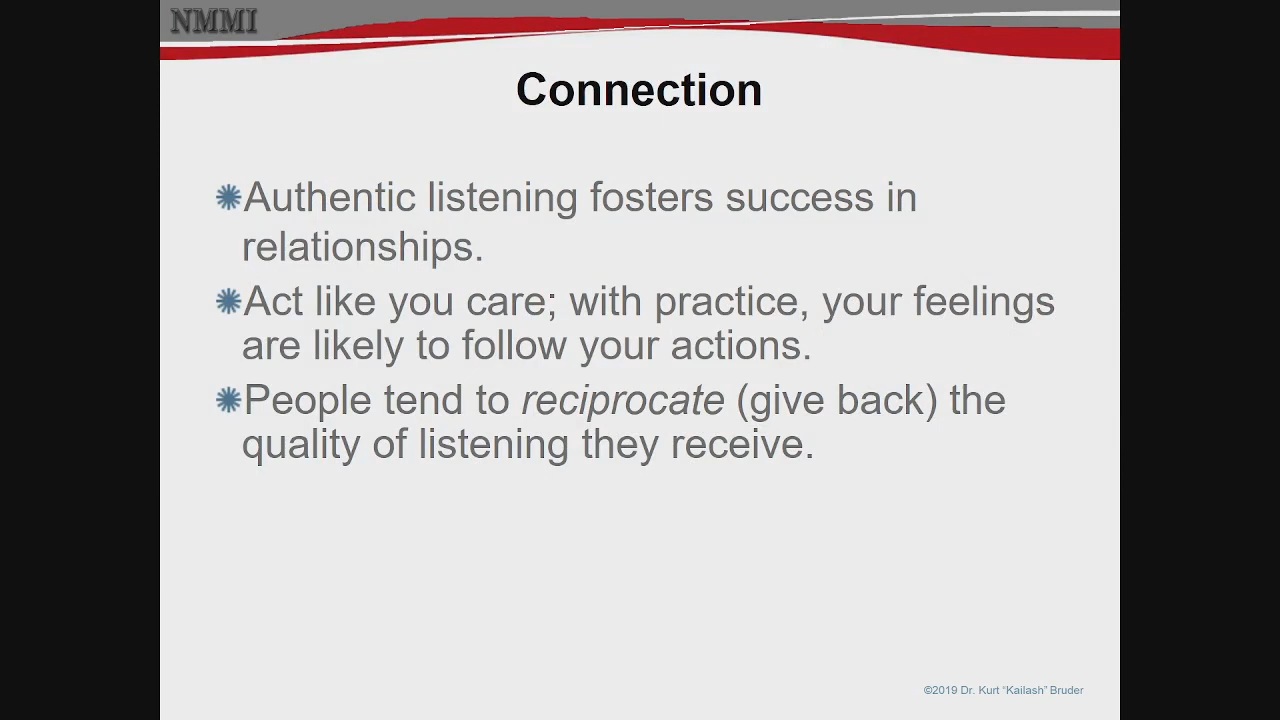 NMMI
Connection
Authentic listening fosters success in
relationships.
Act like you care; with practice, your feelings
are likely to follow your actions.
People tend to reciprocate (give back) the
quality of listening they receive.
©2019 Dr. Kurt “Kailash” Bruder